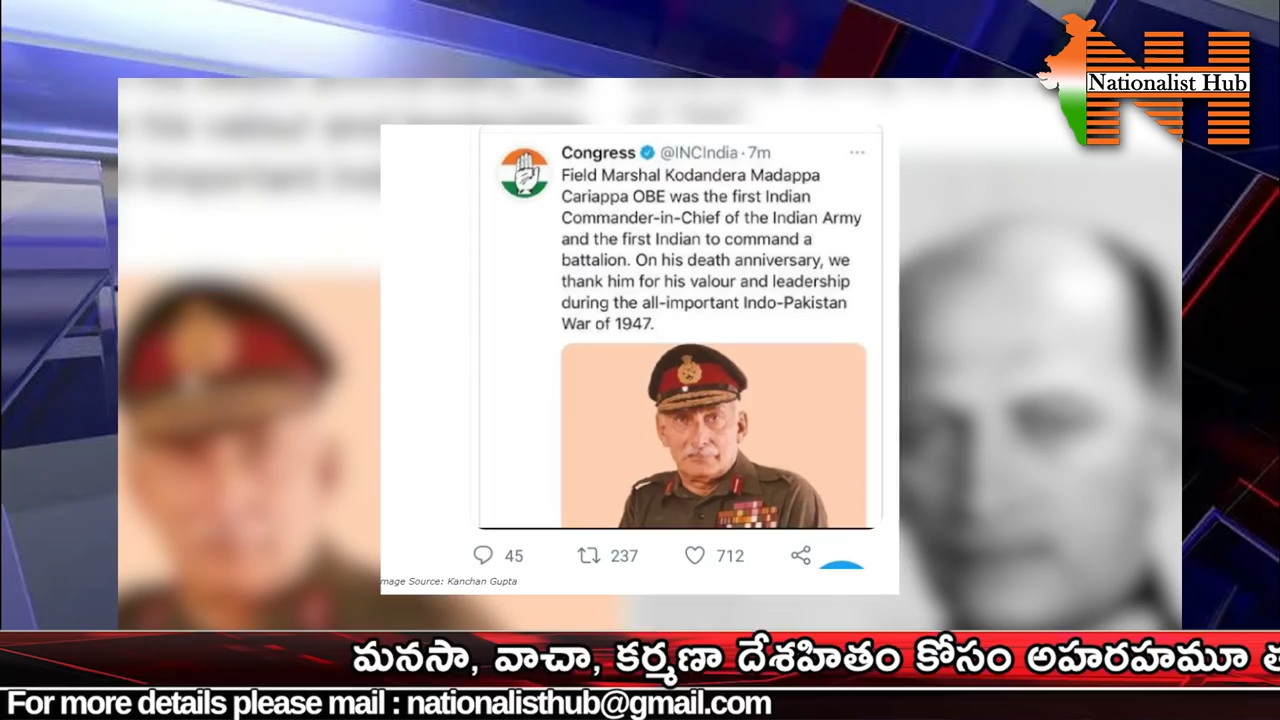 Nationalist Hub
Congress @INCIndia · 7m
Field Marshal Kodandera Madappa
Cariappa OBE was the first Indian
Commander-in-Chief of the Indian Army
and the first Indian to command a
battalion. On his death anniversary, we
thank him for his valour and leadership
during the all-important Indo-Pakistan
War of 1947.
45 237 712
mage Source: Kanchan Gupta
మనసా, వాచా, కర్మణా దేశహితం కోసం అహరహమూ
For more details please mail : nationalisthub@gmail.com